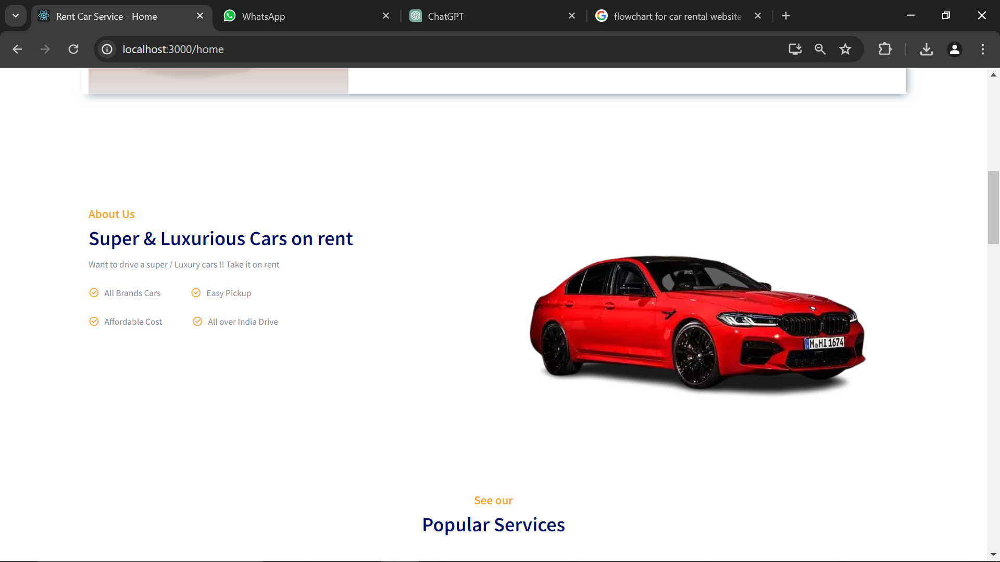 Rent Car Service - Home
WhatsApp
ChatGPT
flowchart for car rental website
localhost:3000/home
About Us
Super & Luxurious Cars on rent
Want to drive a super / Luxury cars !! Take it on rent
All Brands Cars
Easy Pickup
Affordable Cost
All over India Drive
M HI 1674
See our
Popular Services